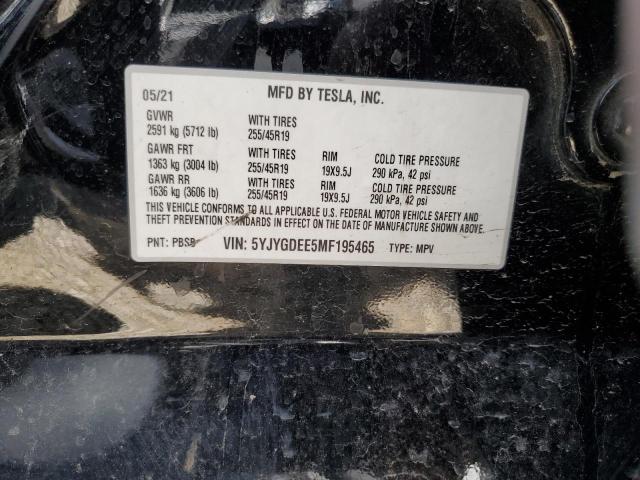 05/21 MFD BY TESLA, INC.
GVWR WITH TIRES
2591 kg (5712 lb) 255/45R19
GAWR FRT WITH TIRES RIM COLD TIRE PRESSURE
1363 kg (3004 lb) 255/45R19 19X9.5J 290 kPa, 42 psi
GAWR RR WITH TIRES RIM COLD TIRE PRESSURE
1636 kg (3606 lb) 255/45R19 19X9.5J 290 kPa, 42 psi
THIS VEHICLE CONFORMS TO ALL APPLICABLE U.S. FEDERAL MOTOR VEHICLE SAFETY AND
THEFT PREVENTION STANDARDS IN EFFECT ON THE DATE OF MANUFACTURE SHOWN ABOVE.
PNT: PBSB VIN: 5YJYGDEE5MF195465 TYPE: MPV